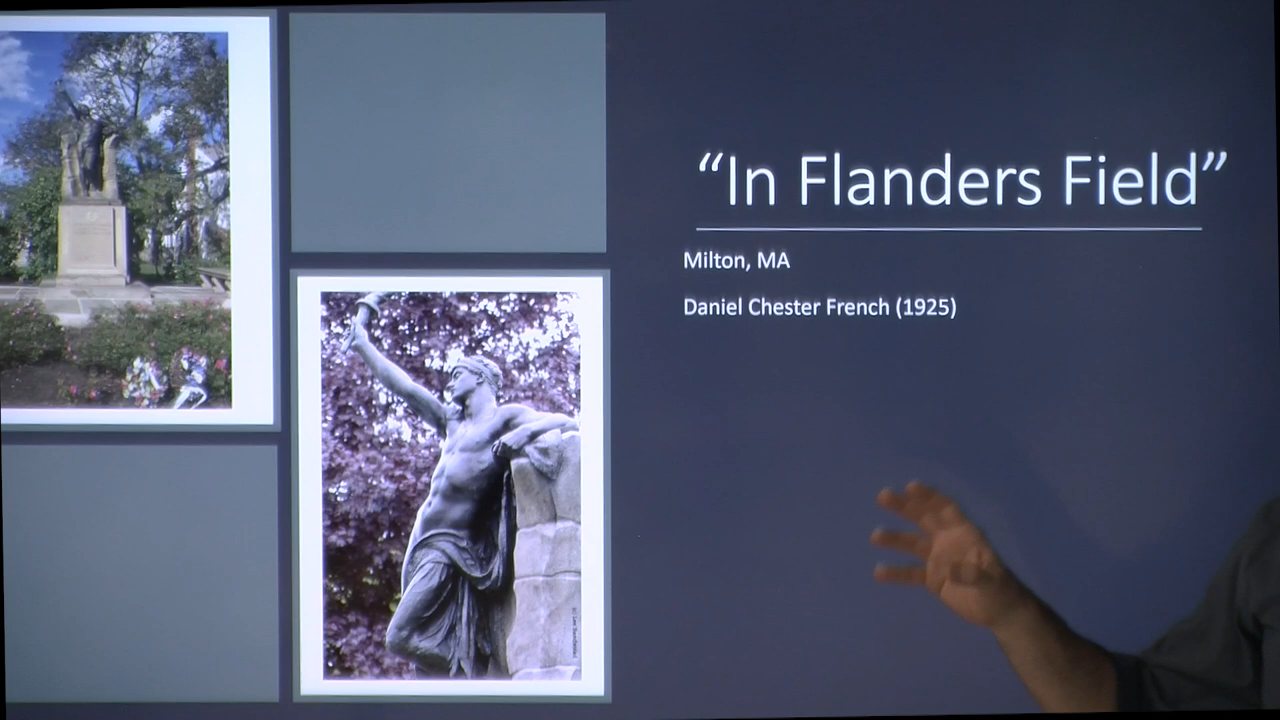 “In Flanders Field”
Milton, MA
Daniel Chester French (1925)